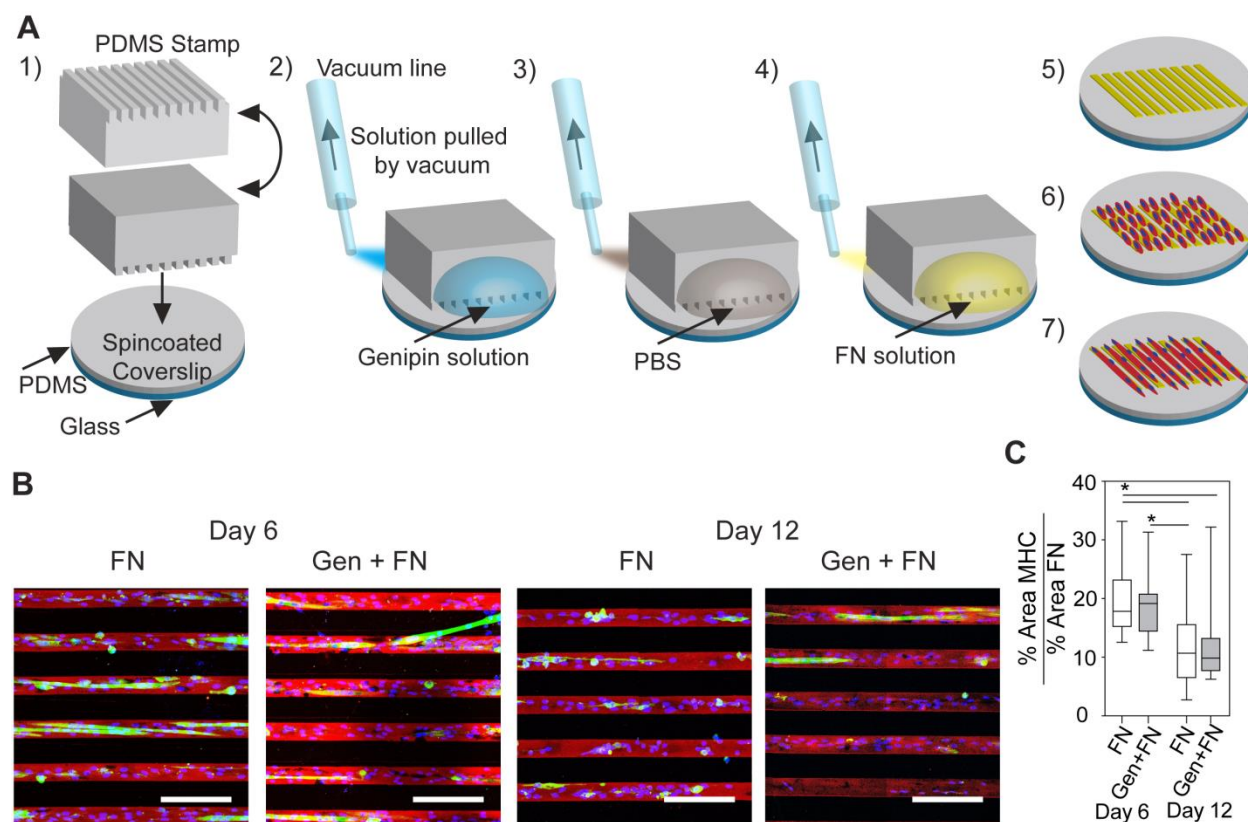 A
PDMS Stamp
1)
2)
Vacuum line
3)
4)
5)
Solution pulled
by vacuum
6)
Spincoated
Coverslip
PDMS
Glass
Genipin solution
PBS
FN solution
7)
B
Day 6
Day 12
FN
Gen + FN
FN
Gen + FN
C
% Area MHC
% Area FN
40
30
20
10
0
*
*
FN
Gen+FN
FN
Gen+FN
Day 6
Day 12